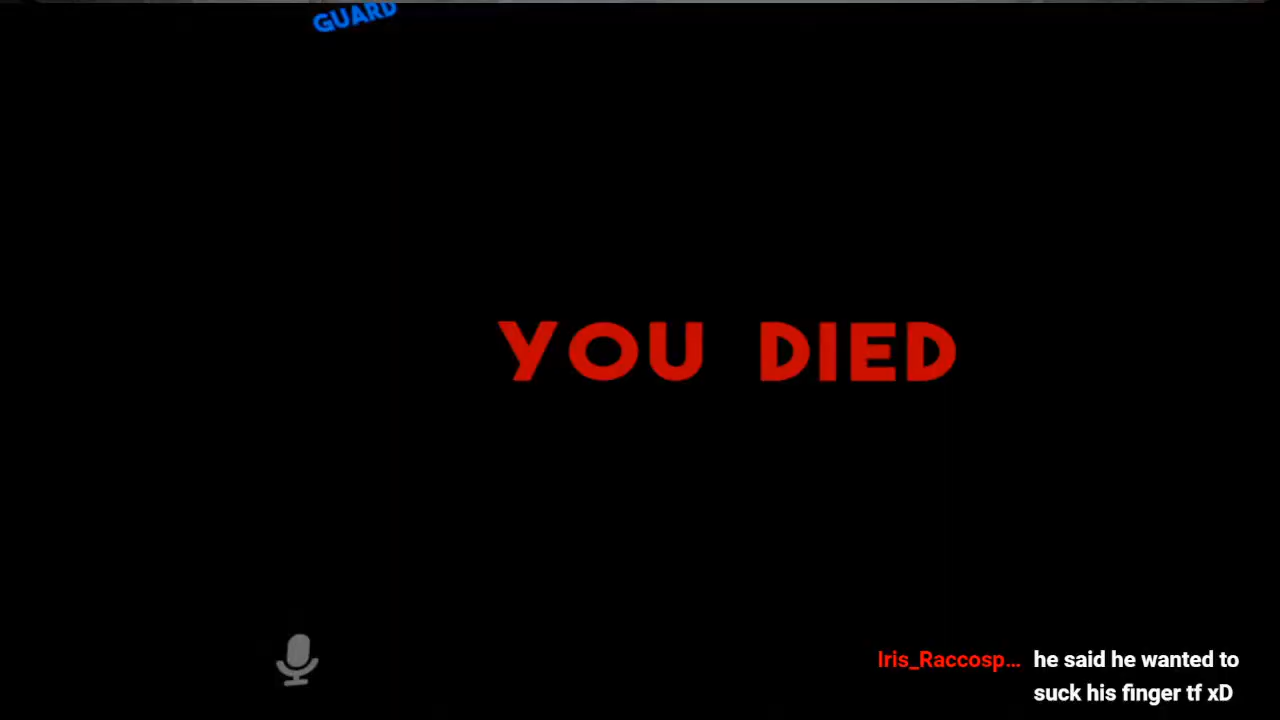 GUARD
YOU DIED
Iris_Raccosp… he said he wanted to
suck his finger tf xD